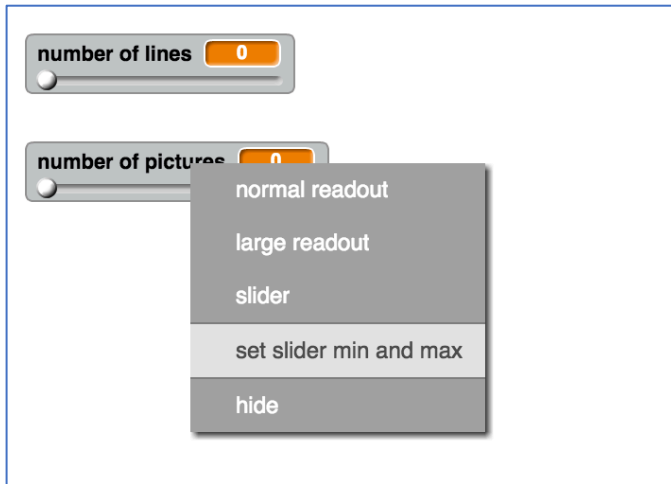 number of lines 0
number of pictures 0
normal readout
large readout
slider
set slider min and max
hide